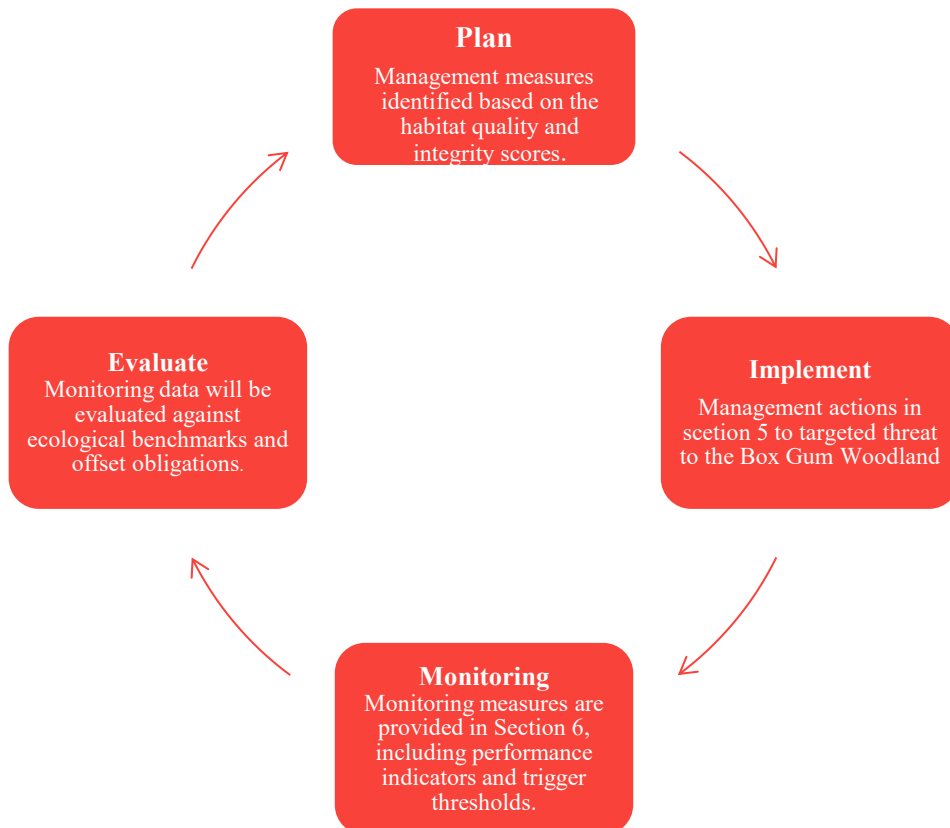 Plan
Management measures
identified based on the
habitat quality and
integrity scores.
Evaluate
Monitoring data will be
evaluated against
ecological benchmarks and
offset obligations.
Implement
Management actions in
scetion 5 to targeted threat
to the Box Gum Woodland
Monitoring
Monitoring measures are
provided in Section 6,
including performance
indicators and trigger
thresholds.